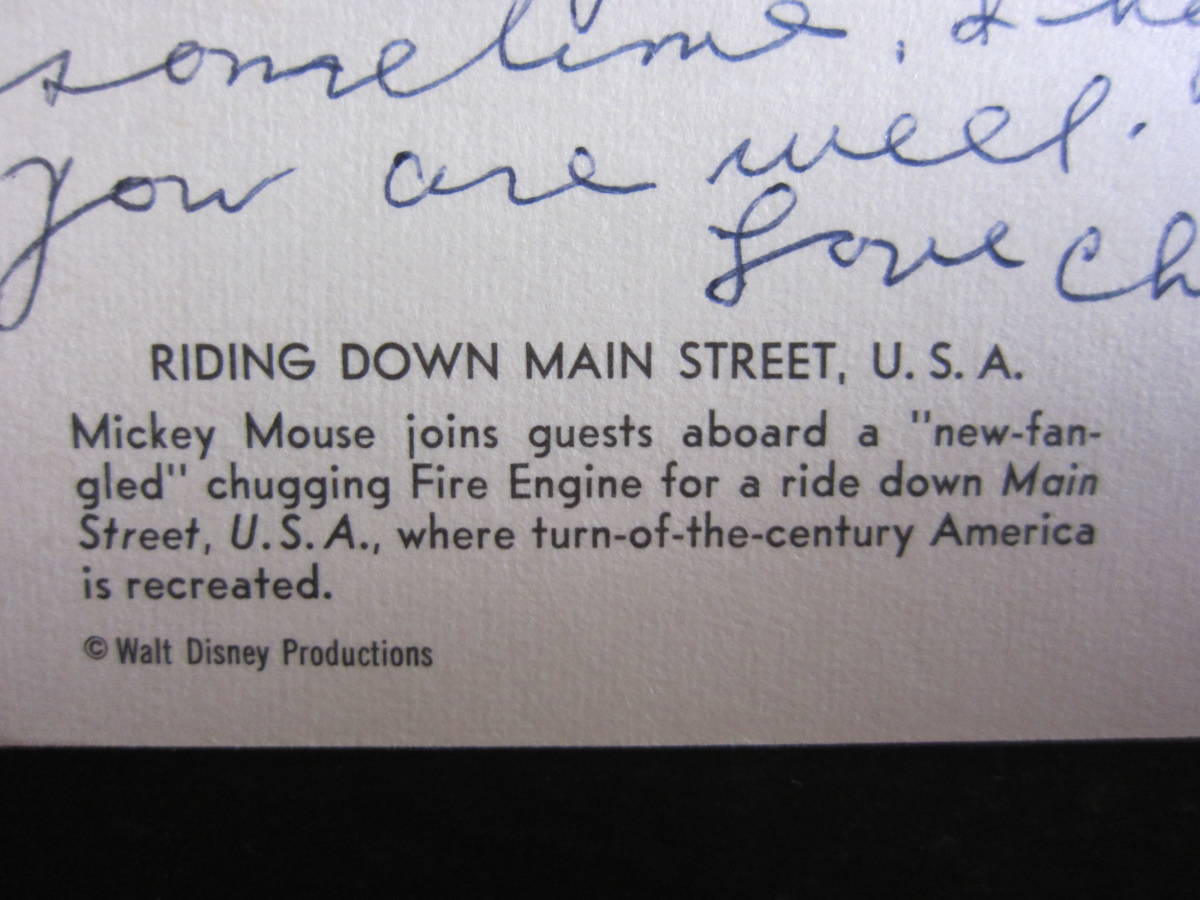 sometime,
you are well.
Love
RIDING DOWN MAIN STREET, U. S. A.
Mickey Mouse joins guests aboard a "new-fan-
gled" chugging Fire Engine for a ride down Main
Street, U. S. A., where turn-of-the-century America
is recreated.
© Walt Disney Productions